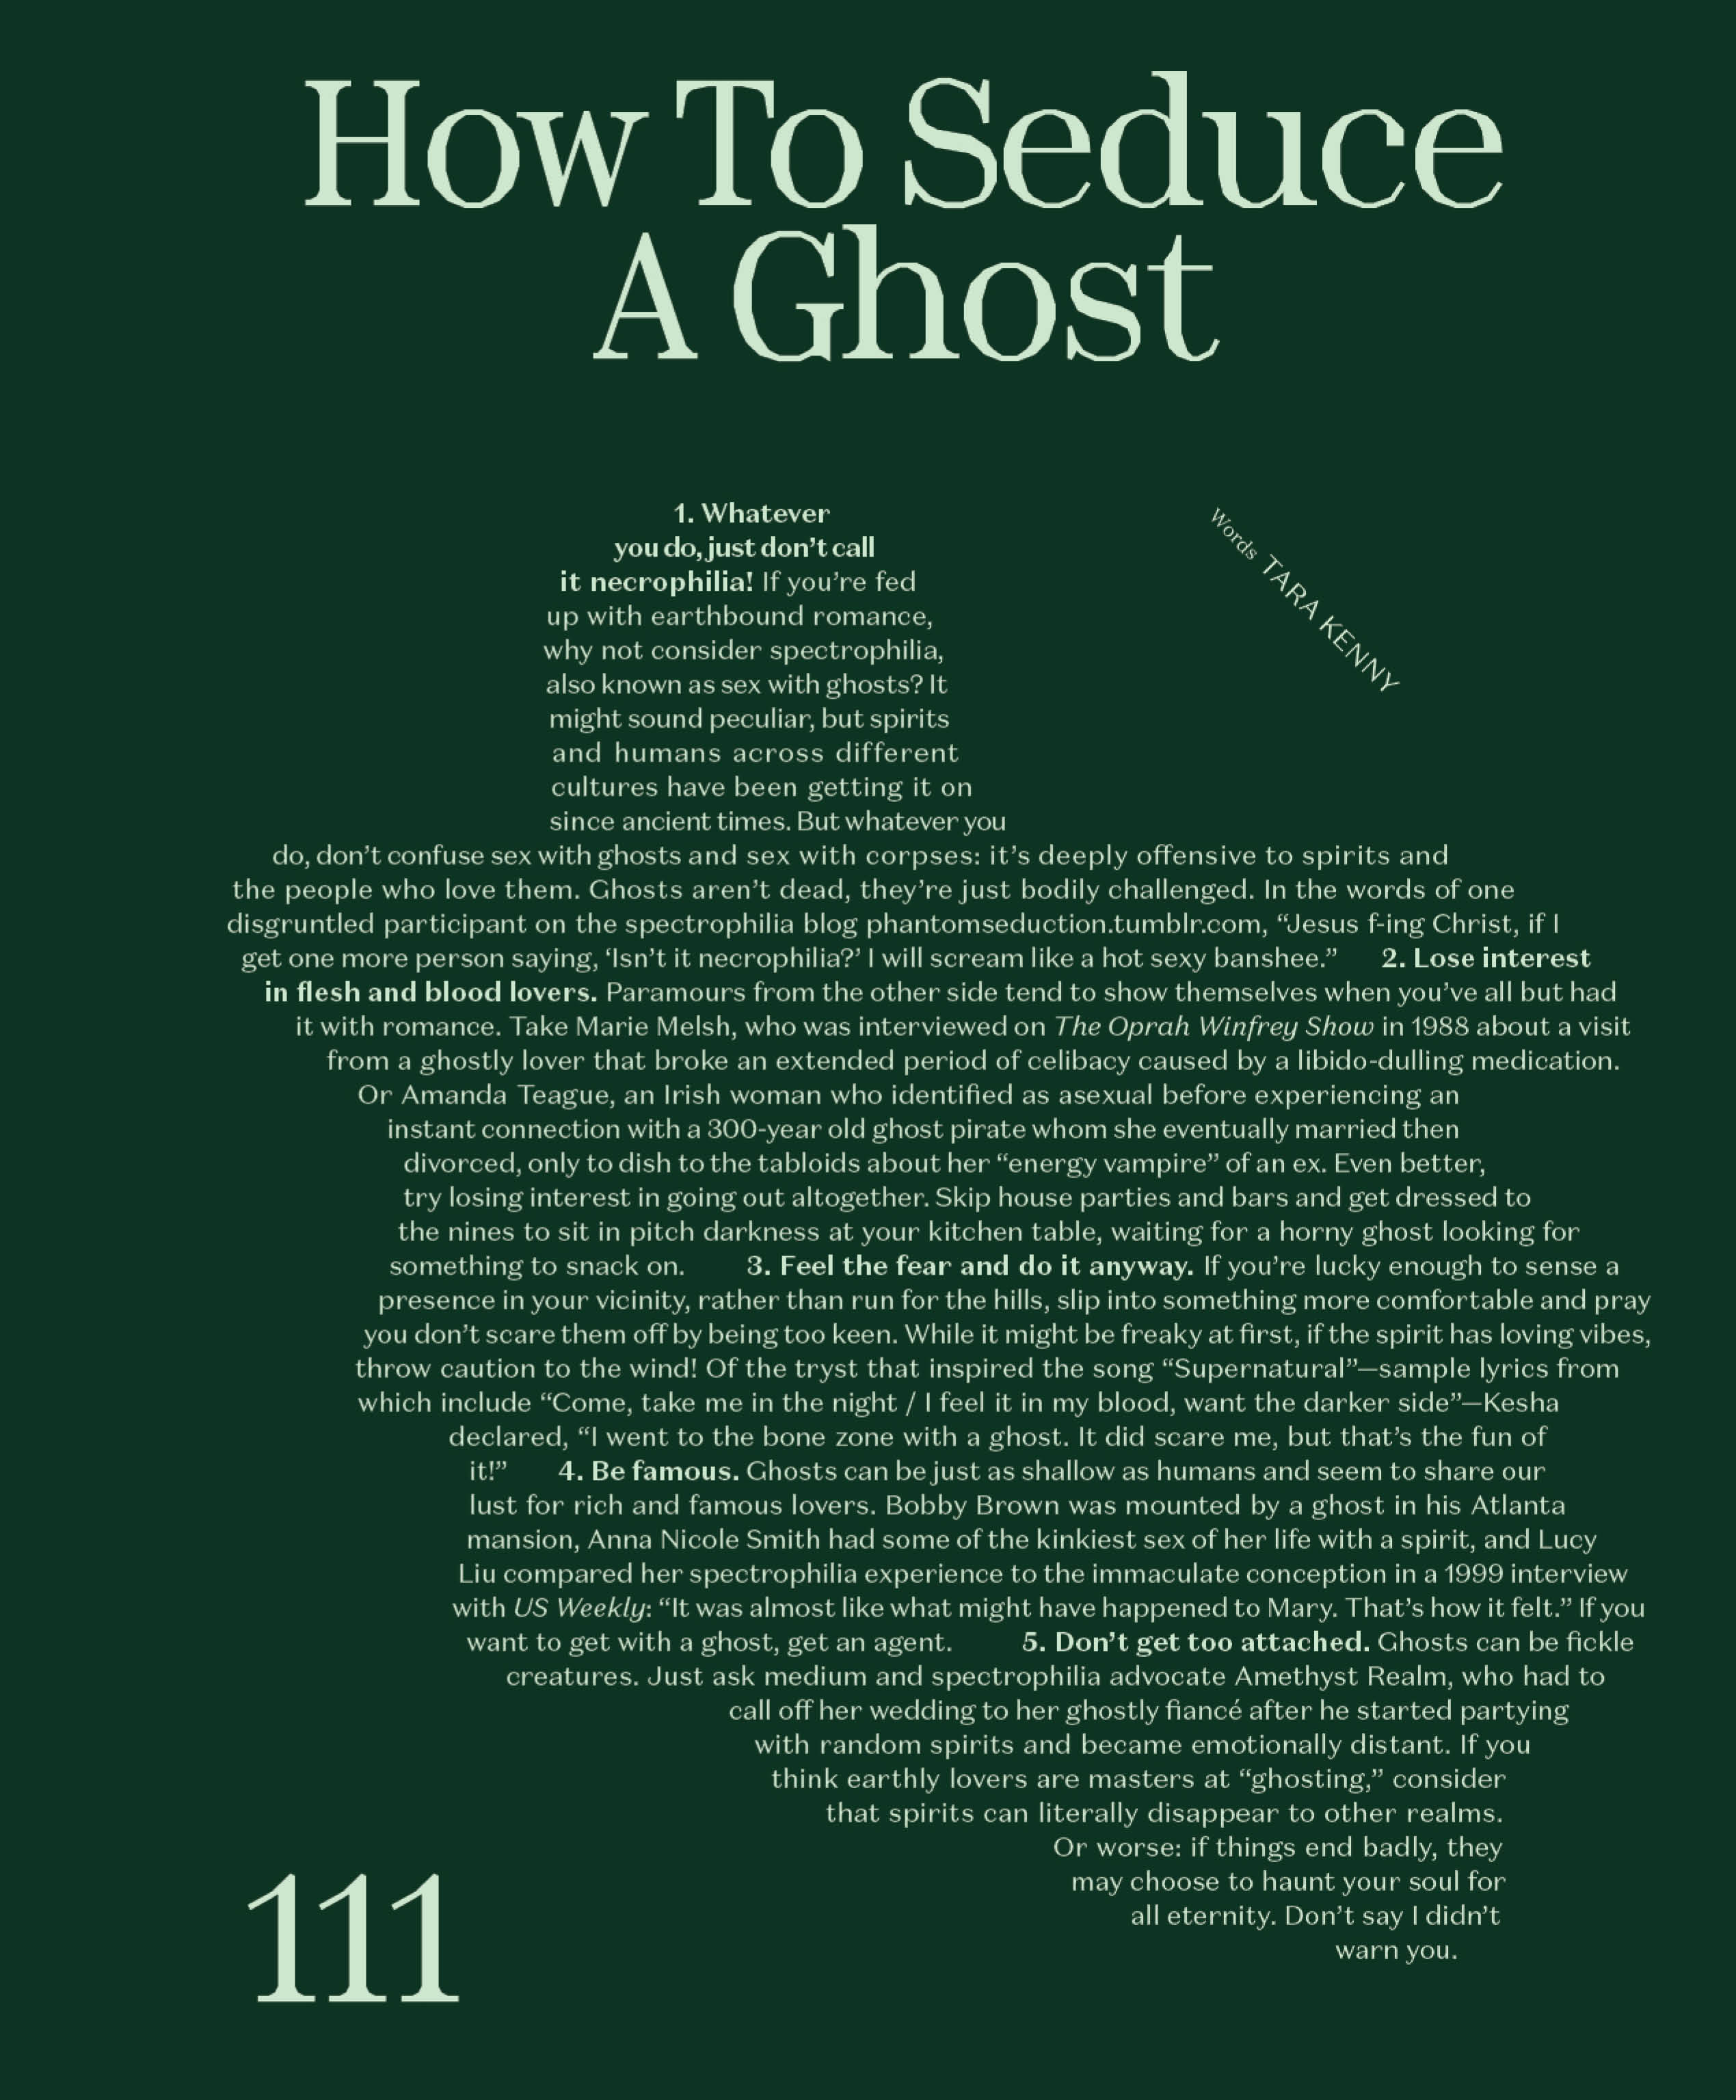 How To Seduce
A Ghost
Words TARA KENNY
1. Whatever
you do, just don’t call
it necrophilia! If you’re fed
up with earthbound romance,
why not consider spectrophilia,
also known as sex with ghosts? It
might sound peculiar, but spirits
and humans across different
cultures have been getting it on
since ancient times. But whatever you
do, don’t confuse sex with ghosts and sex with corpses: it’s deeply offensive to spirits and
the people who love them. Ghosts aren’t dead, they’re just bodily challenged. In the words of one
disgruntled participant on the spectrophilia blog phantomseduction.tumblr.com, “Jesus f-ing Christ, if I
get one more person saying, ‘Isn’t it necrophilia?’ I will scream like a hot sexy banshee.” 2. Lose interest
in flesh and blood lovers. Paramours from the other side tend to show themselves when you’ve all but had
it with romance. Take Marie Melsh, who was interviewed on The Oprah Winfrey Show in 1988 about a visit
from a ghostly lover that broke an extended period of celibacy caused by a libido-dulling medication.
Or Amanda Teague, an Irish woman who identified as asexual before experiencing an
instant connection with a 300-year old ghost pirate whom she eventually married then
divorced, only to dish to the tabloids about her “energy vampire” of an ex. Even better,
try losing interest in going out altogether. Skip house parties and bars and get dressed to
the nines to sit in pitch darkness at your kitchen table, waiting for a horny ghost looking for
something to snack on. 3. Feel the fear and do it anyway. If you’re lucky enough to sense a
presence in your vicinity, rather than run for the hills, slip into something more comfortable and pray
you don’t scare them off by being too keen. While it might be freaky at first, if the spirit has loving vibes,
throw caution to the wind! Of the tryst that inspired the song “Supernatural”—sample lyrics from
which include “Come, take me in the night / I feel it in my blood, want the darker side”—Kesha
declared, “I went to the bone zone with a ghost. It did scare me, but that’s the fun of
it!” 4. Be famous. Ghosts can be just as shallow as humans and seem to share our
lust for rich and famous lovers. Bobby Brown was mounted by a ghost in his Atlanta
mansion, Anna Nicole Smith had some of the kinkiest sex of her life with a spirit, and Lucy
Liu compared her spectrophilia experience to the immaculate conception in a 1999 interview
with US Weekly: “It was almost like what might have happened to Mary. That’s how it felt.” If you
want to get with a ghost, get an agent. 5. Don’t get too attached. Ghosts can be fickle
creatures. Just ask medium and spectrophilia advocate Amethyst Realm, who had to
call off her wedding to her ghostly fiancé after he started partying
with random spirits and became emotionally distant. If you
think earthly lovers are masters at “ghosting,” consider
that spirits can literally disappear to other realms.
Or worse: if things end badly, they
may choose to haunt your soul for
all eternity. Don’t say I didn’t
warn you.
111